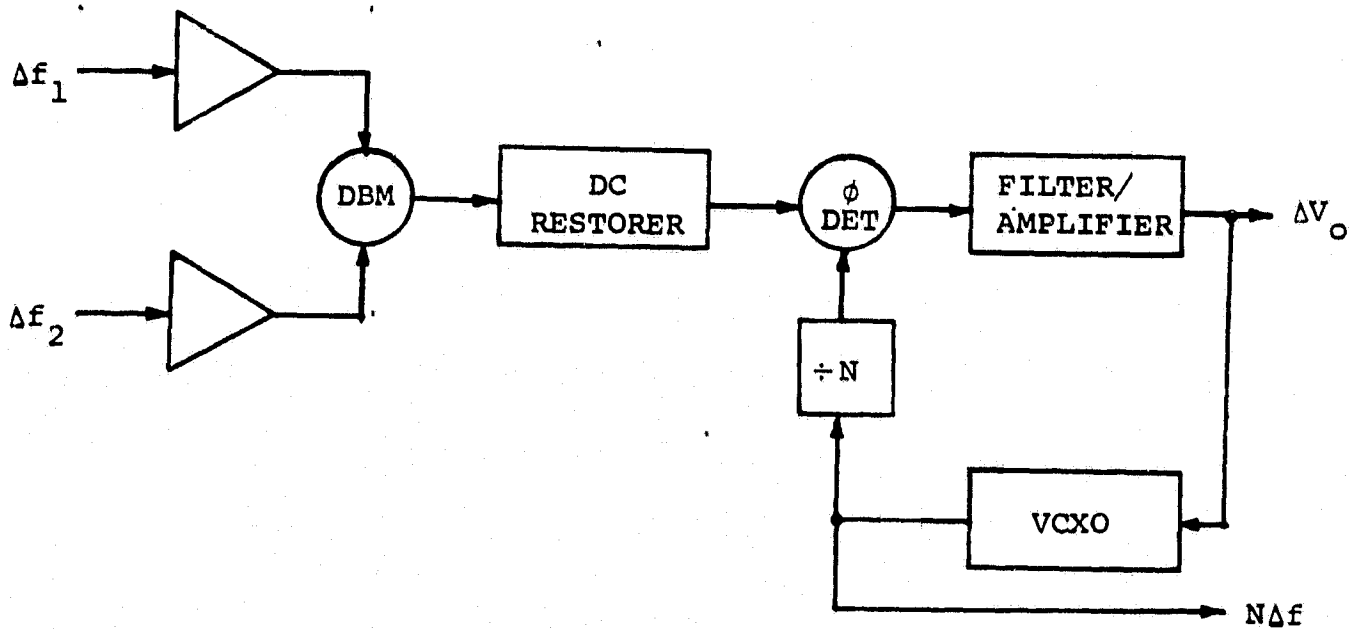 Δf₁
DBM
DC
RESTORER
ø
DET
FILTER/
AMPLIFIER
ΔVₒ
Δf₂
÷N
VCXO
NΔf